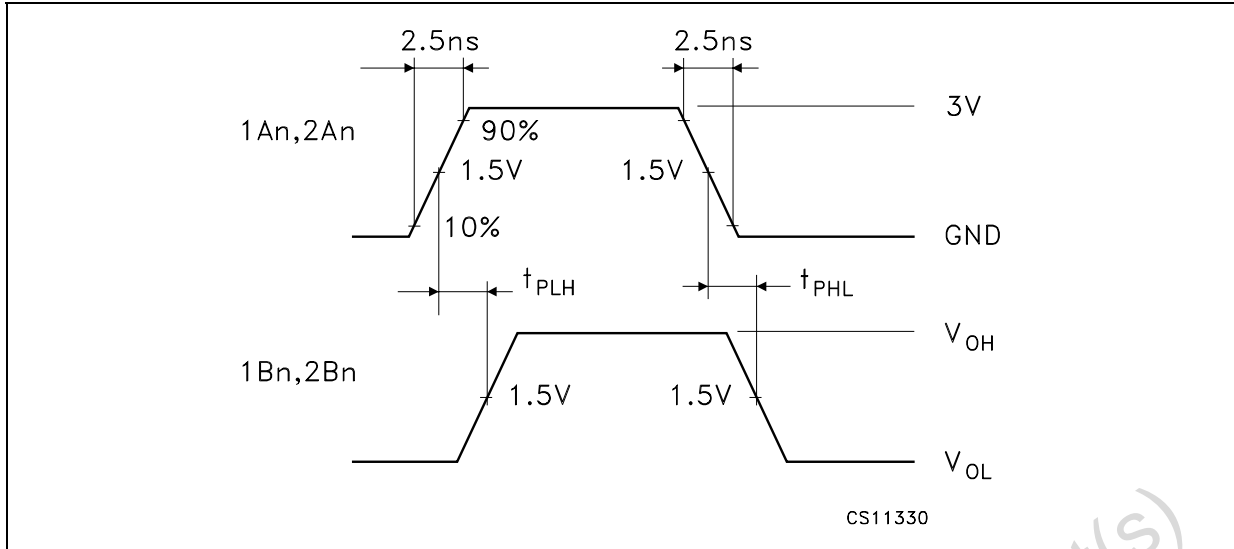 2.5ns 2.5ns
1An,2An 90% 3V
1.5V 1.5V
10% GND
tPLH tPHL
1Bn,2Bn VOH
1.5V 1.5V
VOL
CS11330